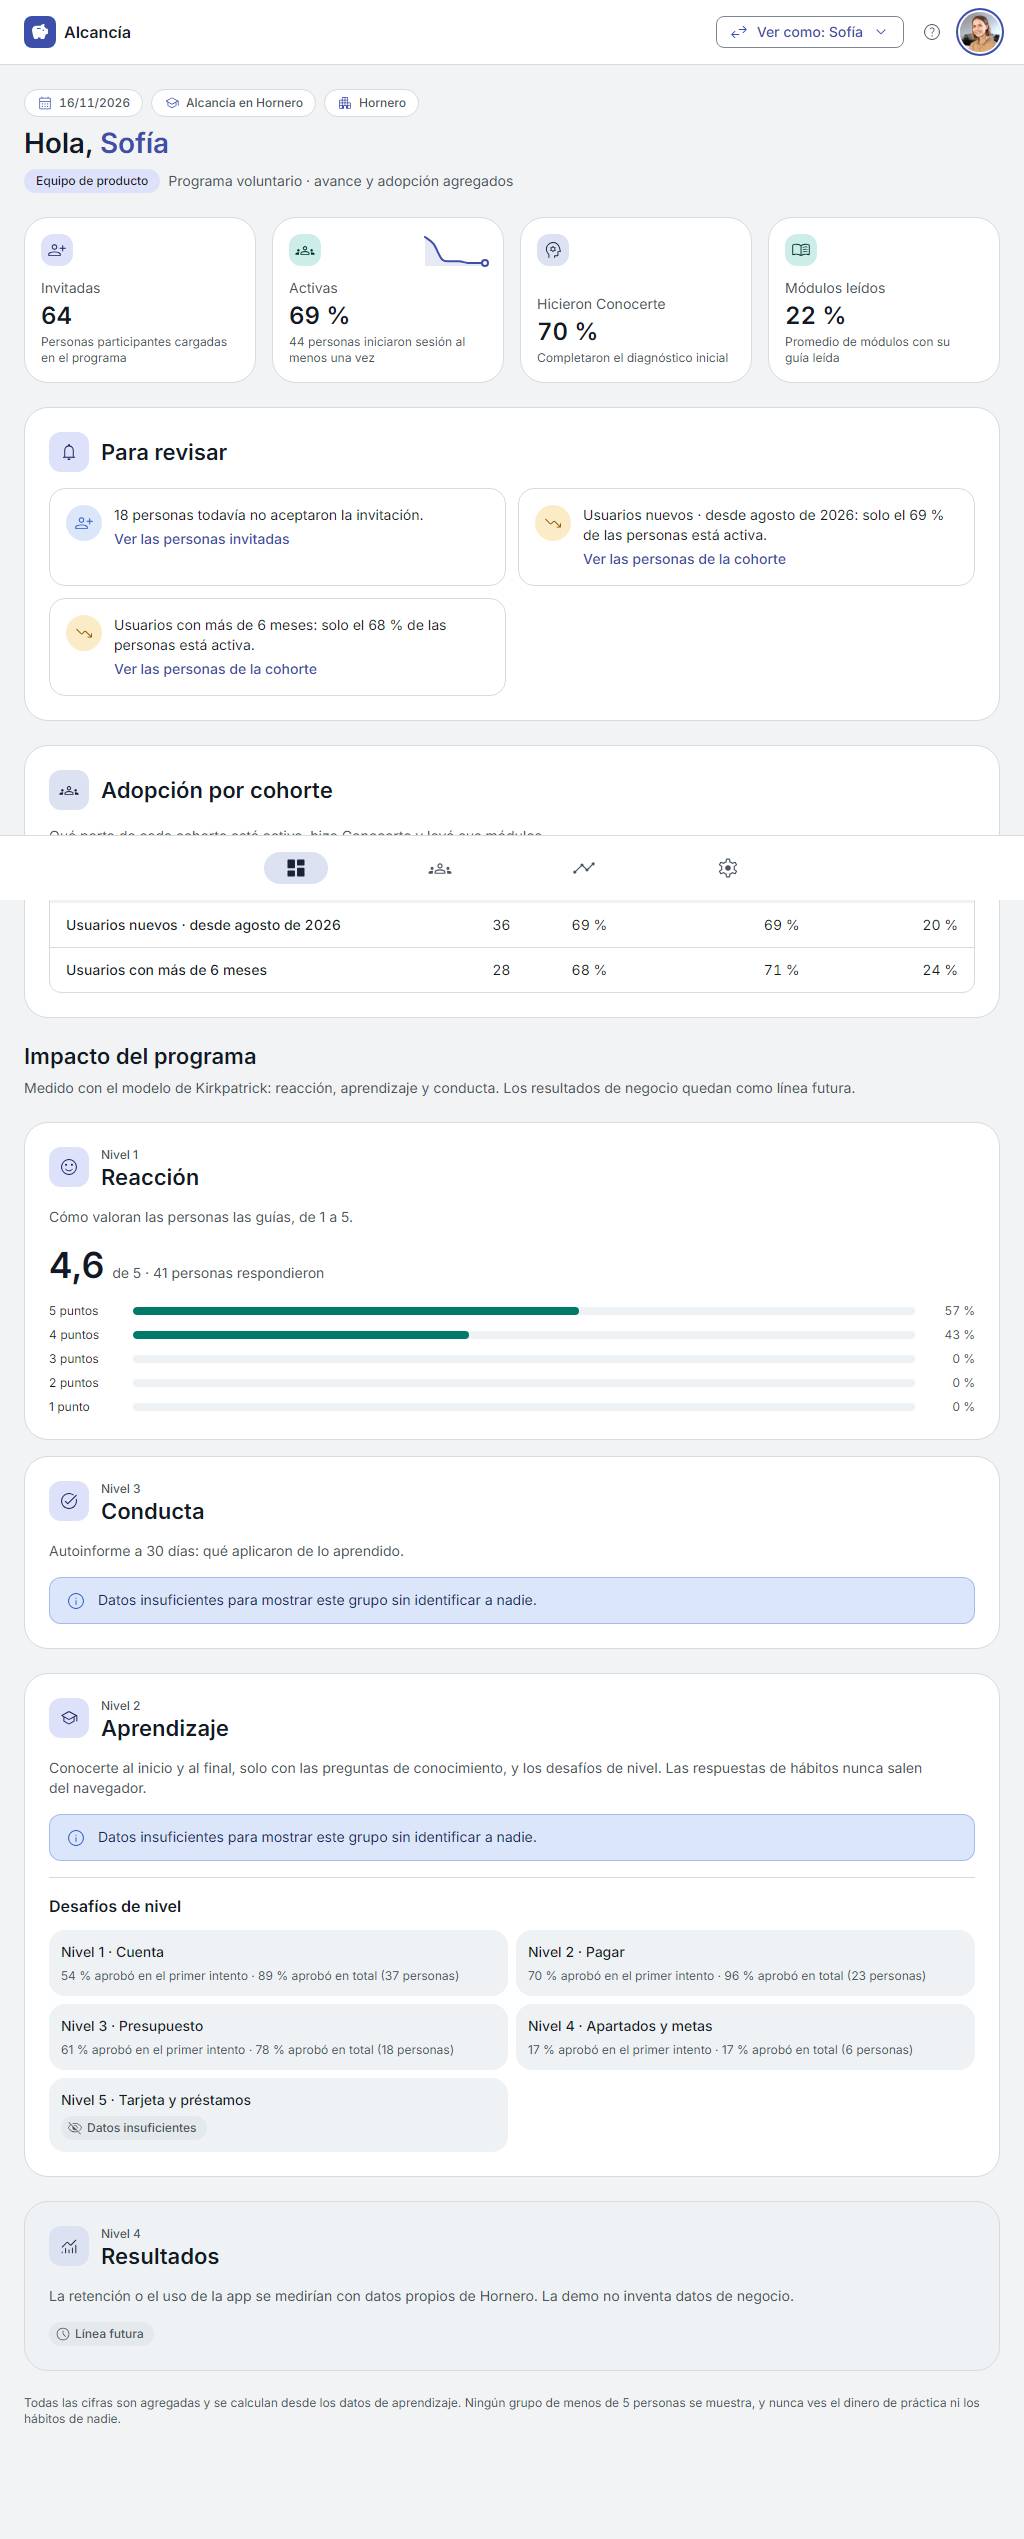 Alcancía
Ver como: Sofía
16/11/2026
Alcancía en Hornero
Hornero
Hola, Sofía
Equipo de producto
Programa voluntario · avance y adopción agregados
Invitadas
64
Personas participantes cargadas
en el programa
Activas
69 %
44 personas iniciaron sesión al
menos una vez
Hicieron Conocerte
70 %
Completaron el diagnóstico inicial
Módulos leídos
22 %
Promedio de módulos con su
guía leída
Para revisar
18 personas todavía no aceptaron la invitación.
Ver las personas invitadas
Usuarios nuevos · desde agosto de 2026: solo el 69 %
de las personas está activa.
Ver las personas de la cohorte
Usuarios con más de 6 meses: solo el 68 % de las
personas está activa.
Ver las personas de la cohorte
Adopción por cohorte
Usuarios nuevos · desde agosto de 2026 36 69 % 69 % 20 %
Usuarios con más de 6 meses 28 68 % 71 % 24 %
Impacto del programa
Medido con el modelo de Kirkpatrick: reacción, aprendizaje y conducta. Los resultados de negocio quedan como línea futura.
Nivel 1
Reacción
Cómo valoran las personas las guías, de 1 a 5.
4,6 de 5 · 41 personas respondieron
5 puntos 57 %
4 puntos 43 %
3 puntos 0 %
2 puntos 0 %
1 punto 0 %
Nivel 3
Conducta
Autoinforme a 30 días: qué aplicaron de lo aprendido.
Datos insuficientes para mostrar este grupo sin identificar a nadie.
Nivel 2
Aprendizaje
Conocerte al inicio y al final, solo con las preguntas de conocimiento, y los desafíos de nivel. Las respuestas de hábitos nunca salen
del navegador.
Datos insuficientes para mostrar este grupo sin identificar a nadie.
Desafíos de nivel
Nivel 1 · Cuenta
54 % aprobó en el primer intento · 89 % aprobó en total (37 personas)
Nivel 2 · Pagar
70 % aprobó en el primer intento · 96 % aprobó en total (23 personas)
Nivel 3 · Presupuesto
61 % aprobó en el primer intento · 78 % aprobó en total (18 personas)
Nivel 4 · Apartados y metas
17 % aprobó en el primer intento · 17 % aprobó en total (6 personas)
Nivel 5 · Tarjeta y préstamos
Datos insuficientes
Nivel 4
Resultados
La retención o el uso de la app se medirían con datos propios de Hornero. La demo no inventa datos de negocio.
Línea futura
Todas las cifras son agregadas y se calculan desde los datos de aprendizaje. Ningún grupo de menos de 5 personas se muestra, y nunca ves el dinero de práctica ni los
hábitos de nadie.